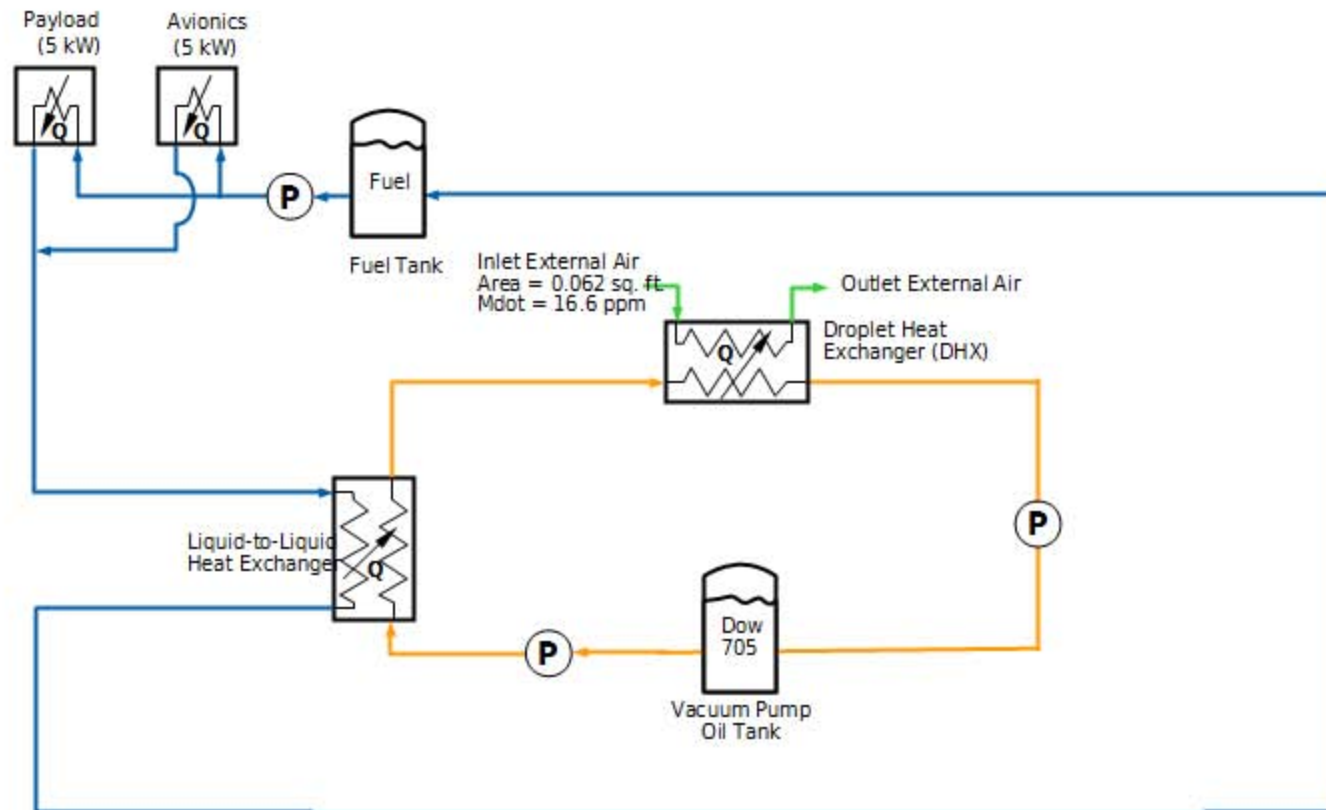 Payload
(5 kW)
Avionics
(5 kW)
Q
Q
P
Fuel
Fuel Tank
Inlet External Air
Area = 0.062 sq. ft.
Mdot = 16.6 ppm
Outlet External Air
Q
Droplet Heat
Exchanger (DHX)
Liquid-to-Liquid
Heat Exchanger
Q
P
P
Dow
705
Vacuum Pump
Oil Tank